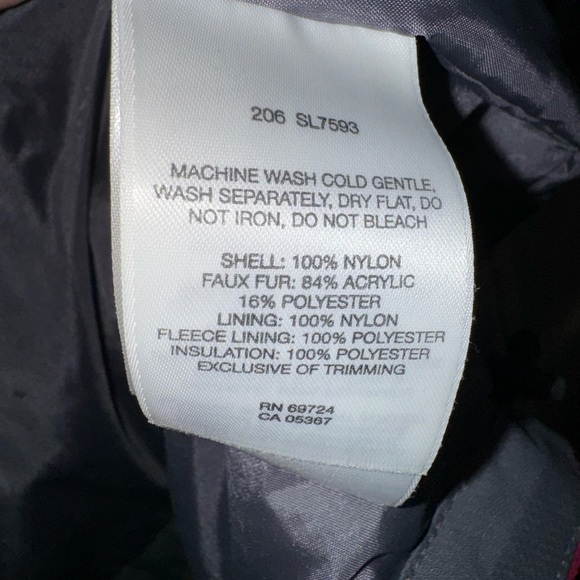 206 SL7593
MACHINE WASH COLD GENTLE,
WASH SEPARATELY, DRY FLAT, DO
NOT IRON, DO NOT BLEACH
SHELL: 100% NYLON
FAUX FUR: 84% ACRYLIC
16% POLYESTER
LINING: 100% NYLON
FLEECE LINING: 100% POLYESTER
INSULATION: 100% POLYESTER
EXCLUSIVE OF TRIMMING
RN 69724
CA 05367